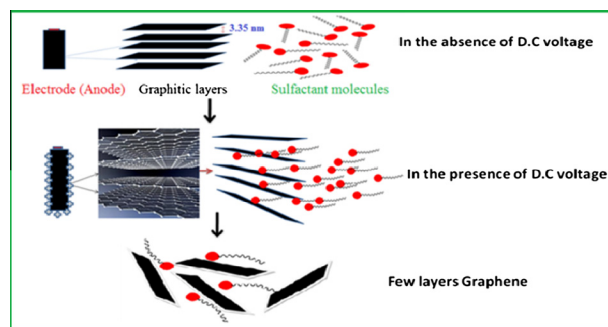 3.35 nm
In the absence of D.C voltage
Electrode (Anode) Graphitic layers Sulfactant molecules
In the presence of D.C voltage
Few layers Graphene